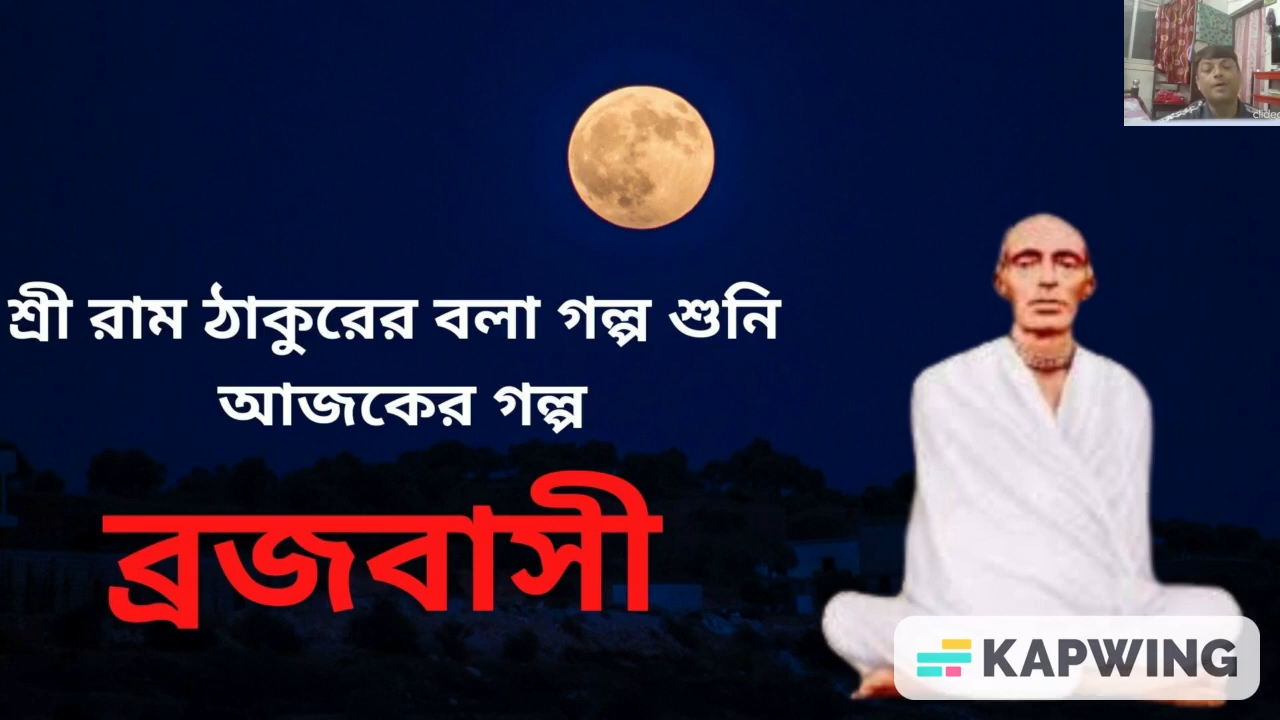 শ্রী রাম ঠাকুরের বলা গল্প শুনি
আজকের গল্প
ব্রজবাসী
KAPWING